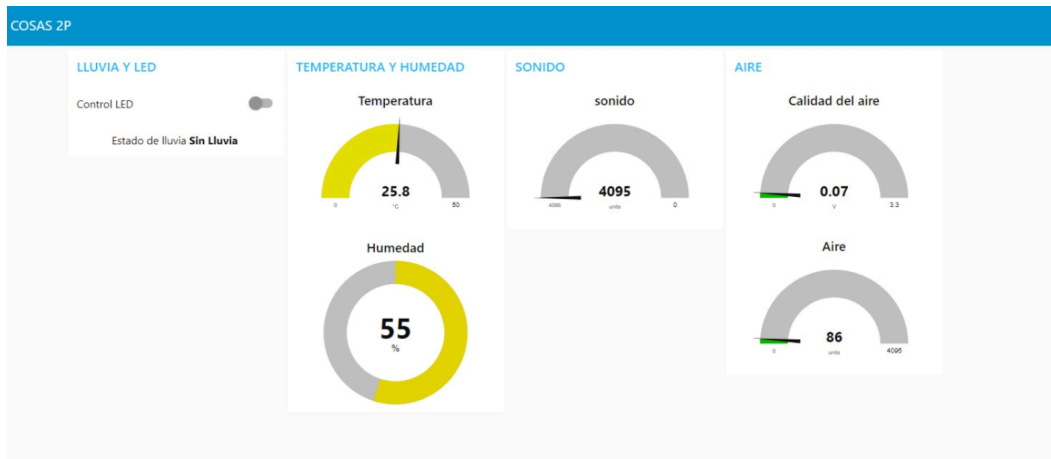 COSAS 2P
LLUVIA Y LED
Control LED
Estado de lluvia Sin Lluvia
TEMPERATURA Y HUMEDAD
Temperatura
25.8
0 °C 50
Humedad
55
%
SONIDO
sonido
4095
4095 units 0
AIRE
Calidad del aire
0.07
0 V 3.3
Aire
86
0 units 4095